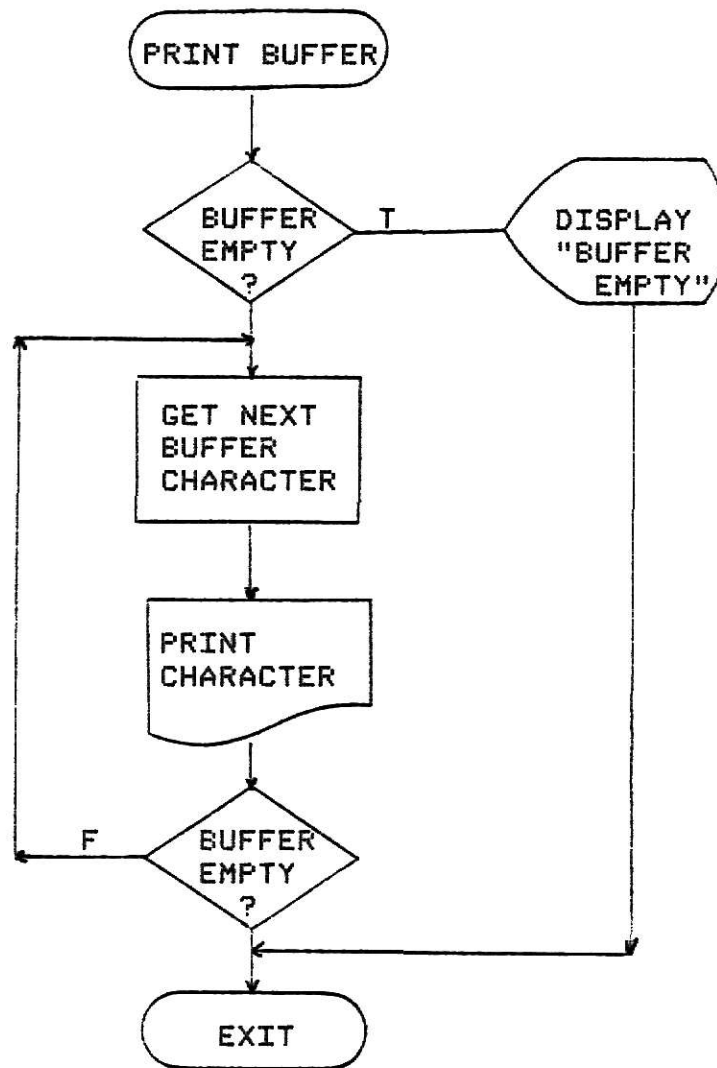 PRINT BUFFER
BUFFER
EMPTY
?
T
DISPLAY
"BUFFER
EMPTY"
GET NEXT
BUFFER
CHARACTER
PRINT
CHARACTER
BUFFER
EMPTY
?
F
EXIT